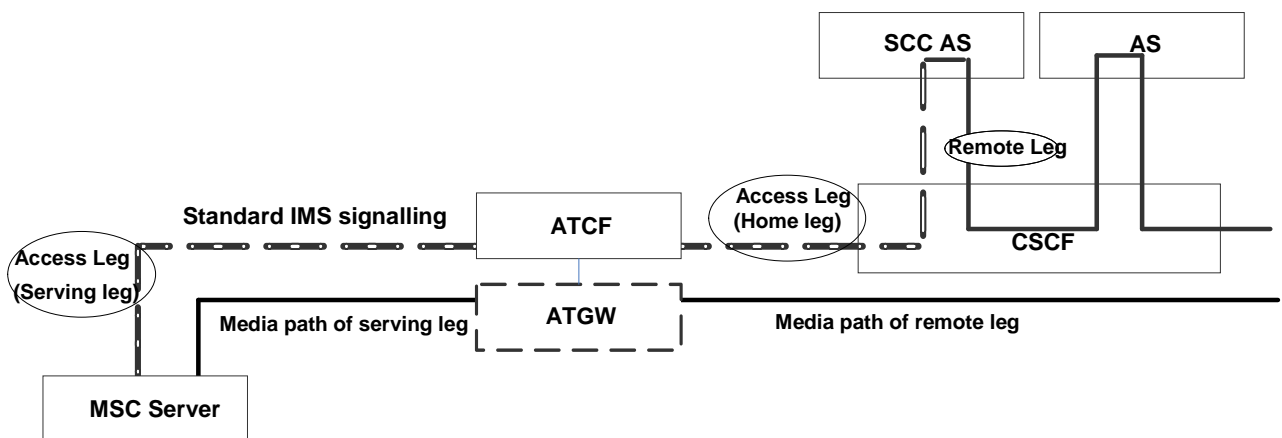 SCC AS
AS
Remote Leg
Access Leg
(Home leg)
Standard IMS signalling
ATCF
CSCF
Access Leg
(Serving leg)
ATGW
Media path of serving leg
Media path of remote leg
MSC Server